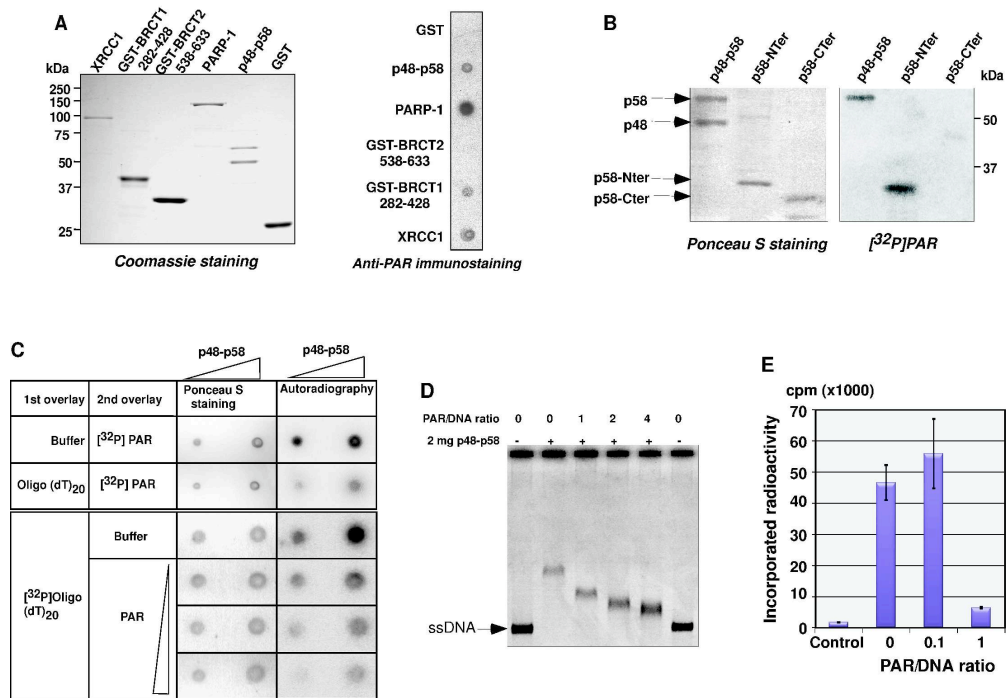 A
XRCC1
GST-BRCT1
282-428
GST-BRCT2
538-633
PARP-1
p48-p58
GST
kDa
250
150
100
75
50
37
25
Coomassie staining
GST
p48-p58
PARP-1
GST-BRCT2
538-633
GST-BRCT1
282-428
XRCC1
Anti-PAR immunostaining
B
p48-p58
p58-NTer
p58-CTer
p48-p58
p58-NTer
p58-CTer
kDa
p58
p48
p58-Nter
p58-Cter
50
37
Ponceau S staining
[32P]PAR
C
p48-p58
p48-p58
1st overlay
2nd overlay
Ponceau S
staining
Autoradiography
Buffer
[32P] PAR
Oligo (dT)20
[32P] PAR
[32P]Oligo
(dT)20
Buffer
PAR
D
PAR/DNA ratio
0 0 1 2 4 0
2 mg p48-p58
- + + + + -
ssDNA
E
cpm (x1000)
Incorporated radioactivity
70
60
50
40
30
20
10
0
Control 0 0.1 1
PAR/DNA ratio